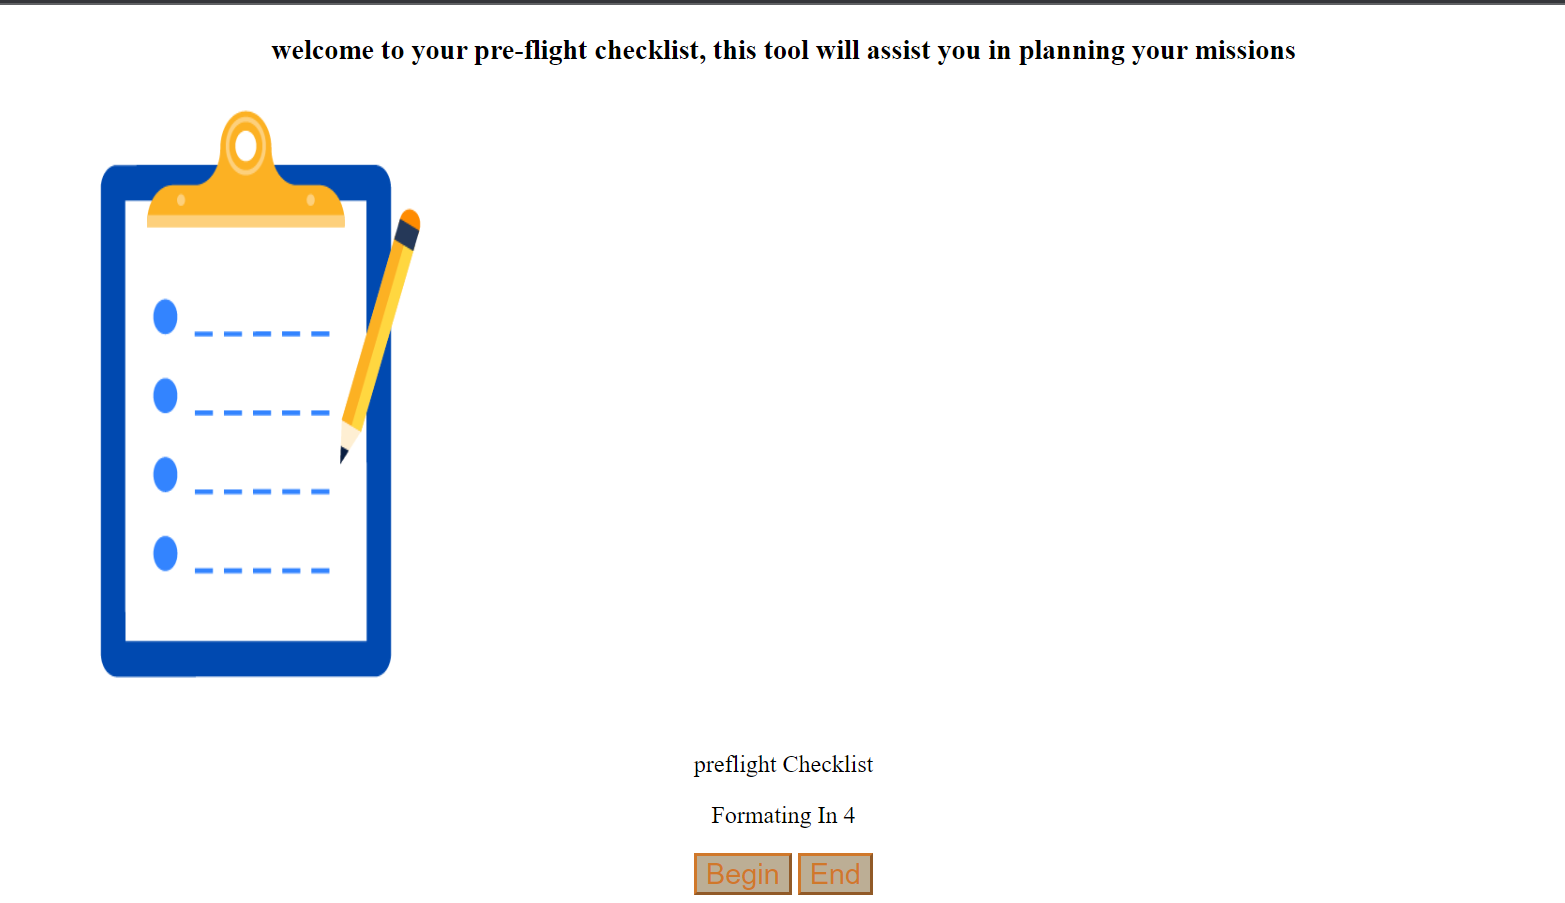 welcome to your pre-flight checklist, this tool will assist you in planning your missions
preflight Checklist
Formating In 4
Begin End